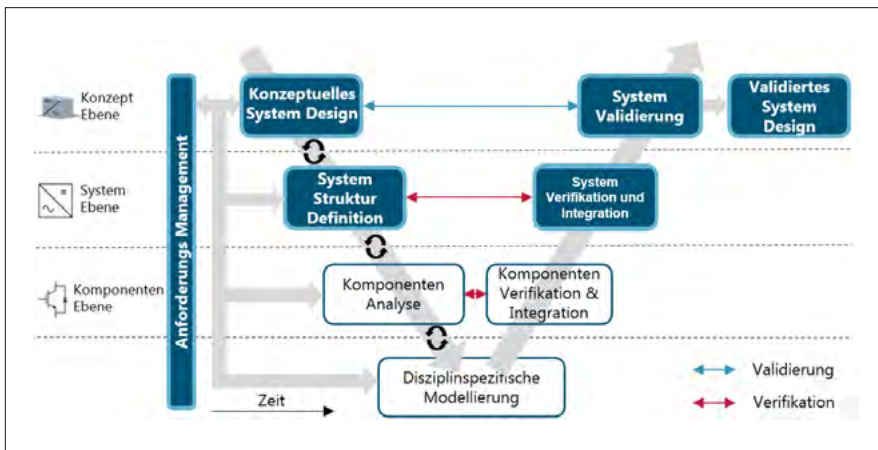 Konzept
Ebene
System
Ebene
Komponenten
Ebene
Anforderungs Management
Konzeptuelles
System Design
System
Validierung
Validiertes
System
Design
System
Struktur
Definition
System
Verifikation und
Integration
Komponenten
Analyse
Komponenten
Verifikation &
Integration
Disziplinspezifische
Modellierung
Zeit
Validierung
Verifikation